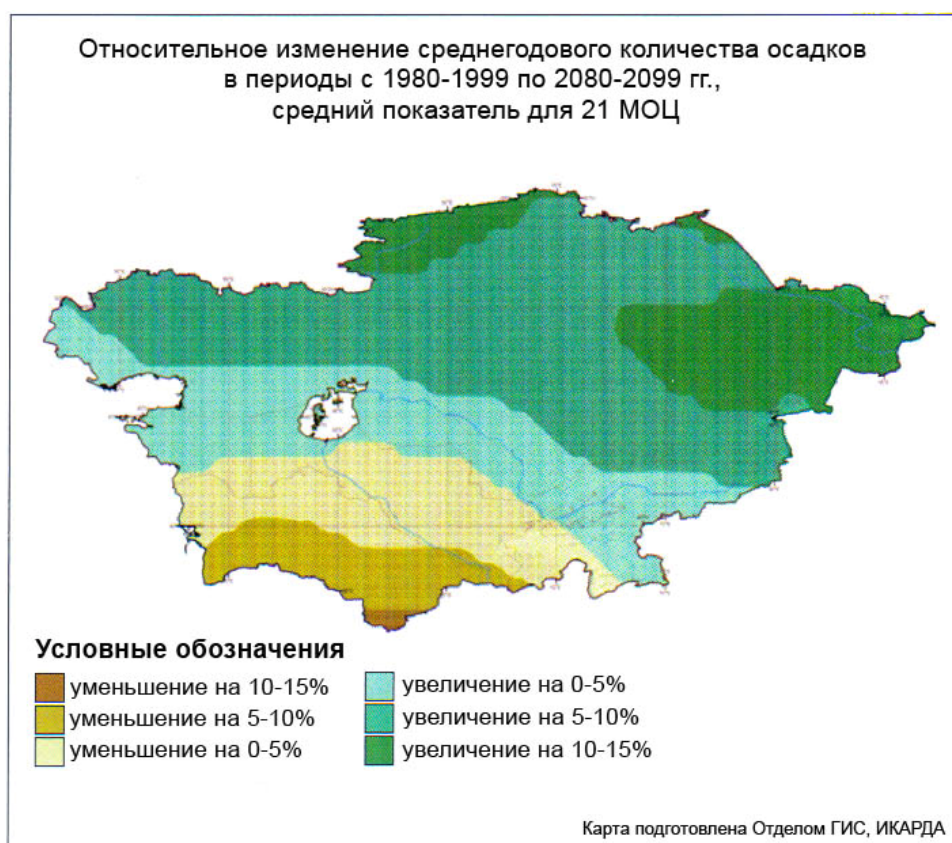 Относительное изменение среднегодового количества осадков
в периоды с 1980-1999 по 2080-2099 гг.,
средний показатель для 21 МОЦ
Условные обозначения
уменьшение на 10-15%
уменьшение на 5-10%
уменьшение на 0-5%
увеличение на 0-5%
увеличение на 5-10%
увеличение на 10-15%
Карта подготовлена Отделом ГИС, ИКАРДА